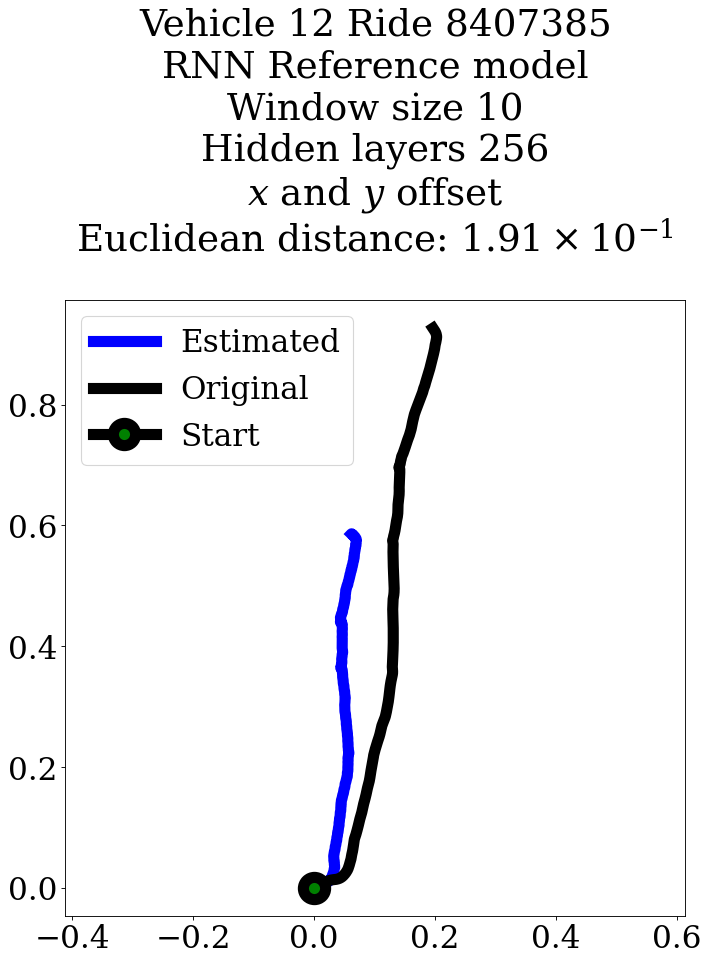 Vehicle 12 Ride 8407385
RNN Reference model
Window size 10
Hidden layers 256
x and y offset
Euclidean distance: 1.91 × 10⁻¹
Estimated
Original
Start
0.8
0.6
0.4
0.2
0.0
−0.4 −0.2 0.0 0.2 0.4 0.6